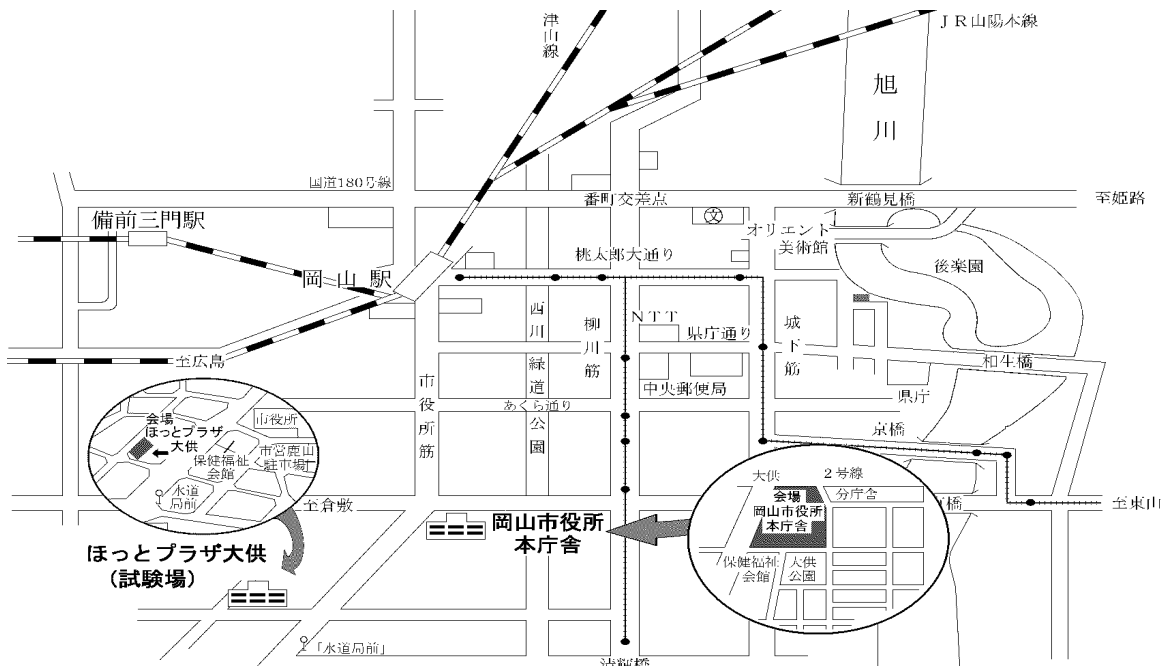 津山線
JR山陽本線
旭川
国道180号線
番町交差点
新鶴見橋
至姫路
備前三門駅
文
オリエント
美術館
後楽園
桃太郎大通り
岡山駅
NTT
県庁通り
西川緑道公園
柳川筋
城下筋
至広島
中央郵便局
市役所筋
あくら通り
県庁
京橋
会場
ほっとプラザ
大供
市役所
保健福祉
会館
水道
局前
至倉敷
大供
2号線
会場
岡山市役所
本庁舎
分庁舎
保健福祉
会館
大供
公園
橋
至東山
岡山市役所
本庁舎
ほっとプラザ大供
(試験場)
「水道局前」